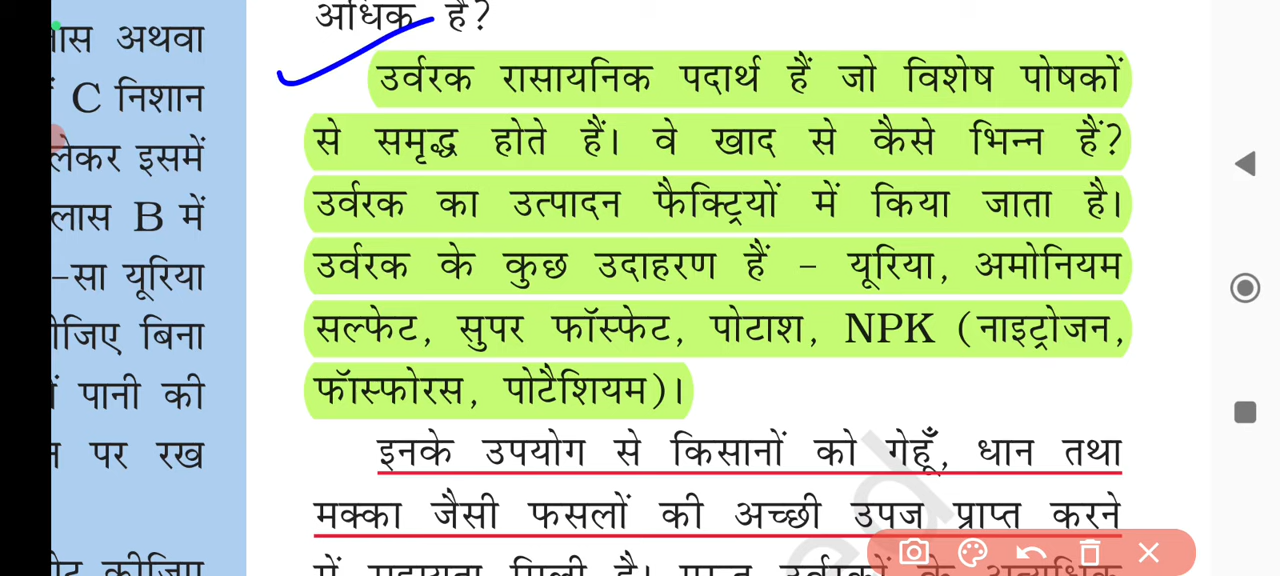 अथवा
C निशान
लेकर इसमें
B में
यूरिया
बिना
पानी की
पर रख
कीजिए
अधिक है?
उर्वरक रासायनिक पदार्थ हैं जो विशेष पोषकों
से समृद्ध होते हैं। वे खाद से कैसे भिन्न हैं?
उर्वरक का उत्पादन फैक्ट्रियों में किया जाता है।
उर्वरक के कुछ उदाहरण हैं – यूरिया, अमोनियम
सल्फेट, सुपर फॉस्फेट, पोटाश, NPK (नाइट्रोजन,
फॉस्फोरस, पोटैशियम)।
इनके उपयोग से किसानों को गेहूँ, धान तथा
मक्का जैसी फसलों की अच्छी उपज प्राप्त करने